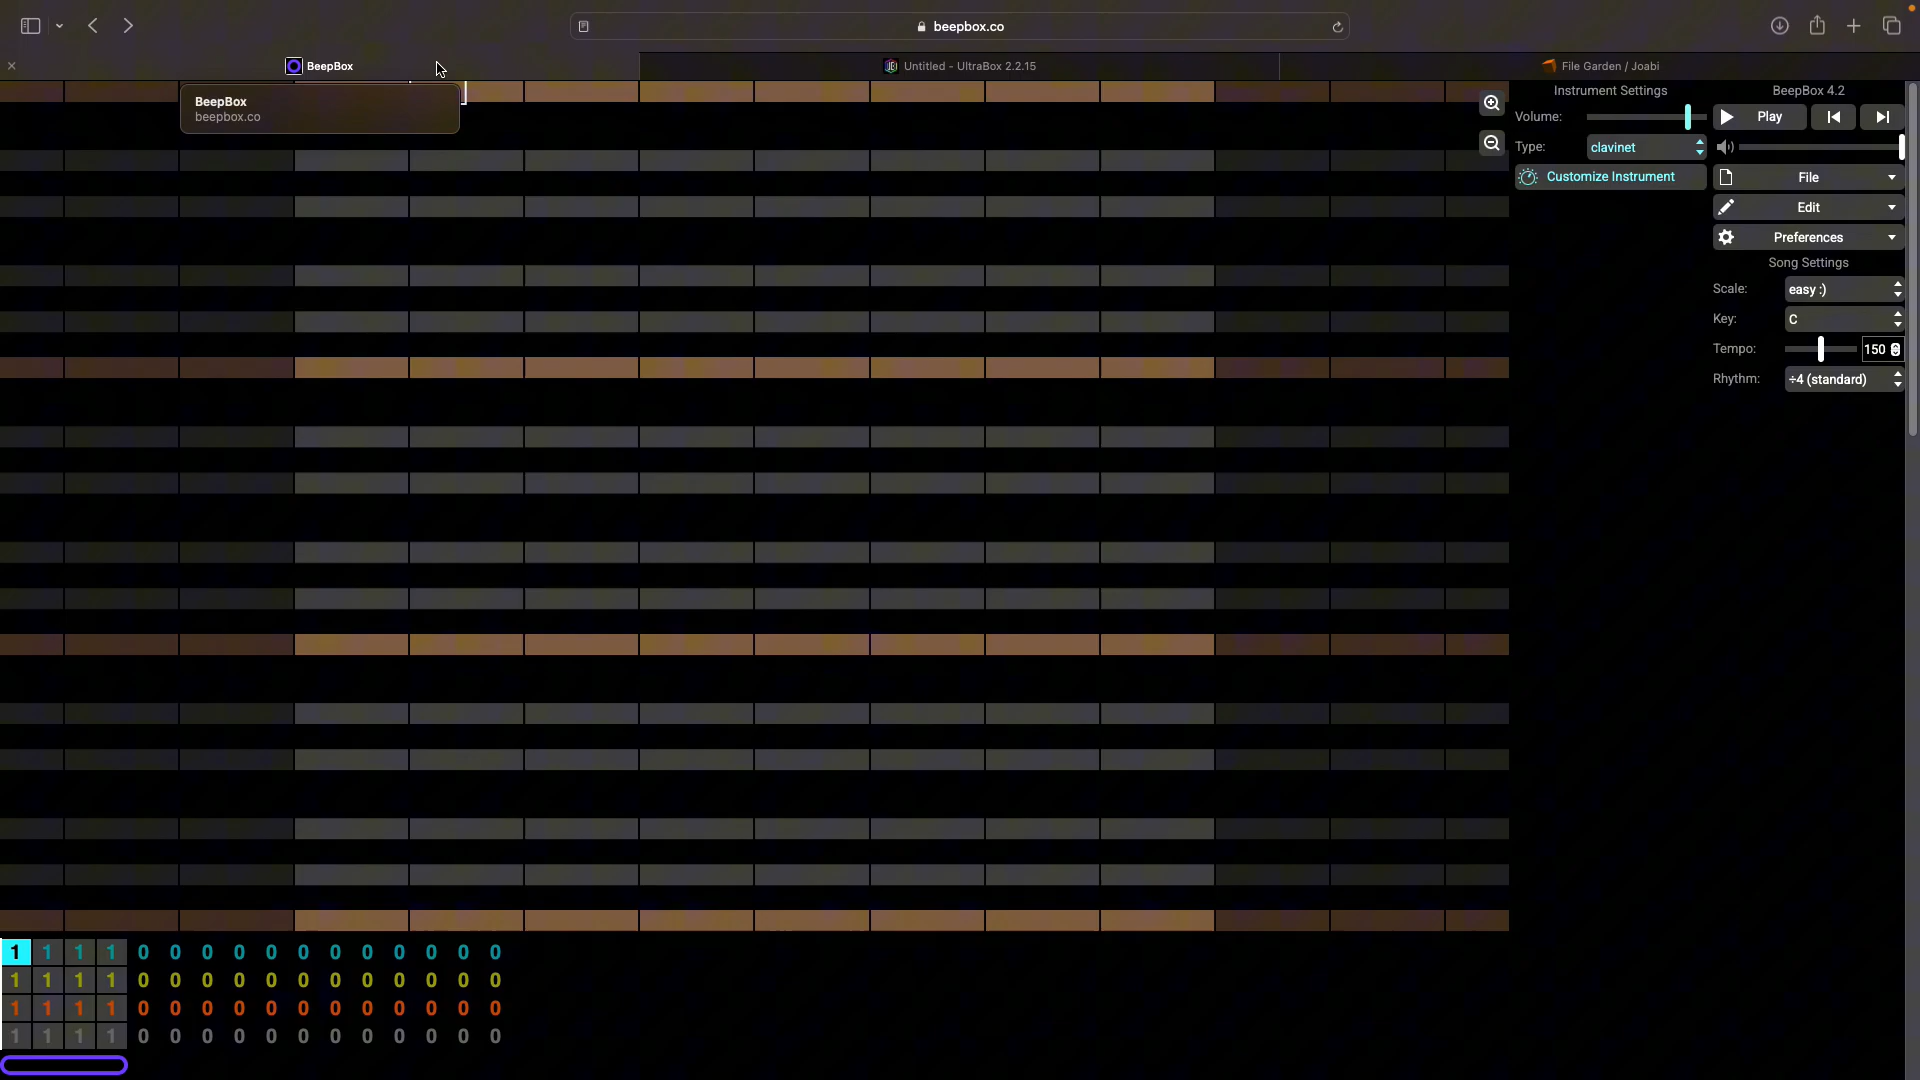 beepbox.co
BeepBox
Untitled - UltraBox 2.2.15
File Garden / Joabi
BeepBox
beepbox.co
Instrument Settings
Volume:
Type:
clavinet
Customize Instrument
BeepBox 4.2
Play
File
Edit
Preferences
Song Settings
Scale:
easy :)
Key:
C
Tempo:
150
Rhythm:
÷4 (standard)
1 1 1 1 0 0 0 0 0 0 0 0 0 0 0 0
1 1 1 1 0 0 0 0 0 0 0 0 0 0 0 0
1 1 1 1 0 0 0 0 0 0 0 0 0 0 0 0
1 1 1 1 0 0 0 0 0 0 0 0 0 0 0 0